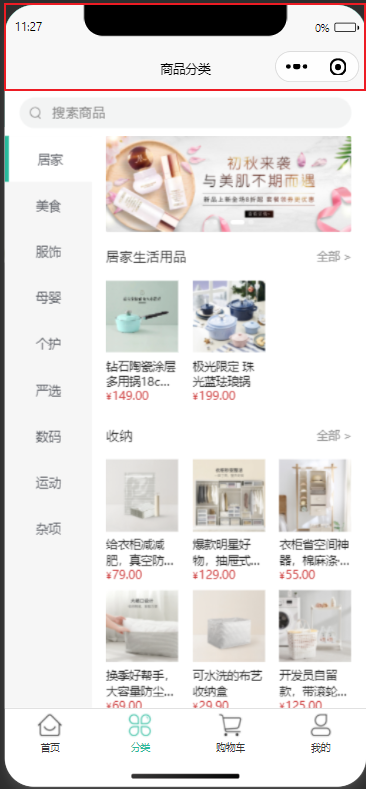 11:27
0%
商品分类
搜索商品
居家
美食
服饰
母婴
个护
严选
数码
运动
杂项
初秋来袭
与美肌不期而遇
居家生活用品
全部 >
钻石陶瓷涂层
多用锅18c...
¥149.00
极光限定 珐
光蓝珐琅锅
¥199.00
收纳
全部 >
给衣柜减减
肥，真空防...
¥79.00
爆款明星好
物，抽屉式...
¥129.00
衣柜省空间神
器，棉麻涤...
¥55.00
换季好帮手，
大容量防尘...
¥69.00
可水洗的布艺
收纳盒
¥29.90
开发员自留
款，带滚轮...
¥125.00
首页
分类
购物车
我的